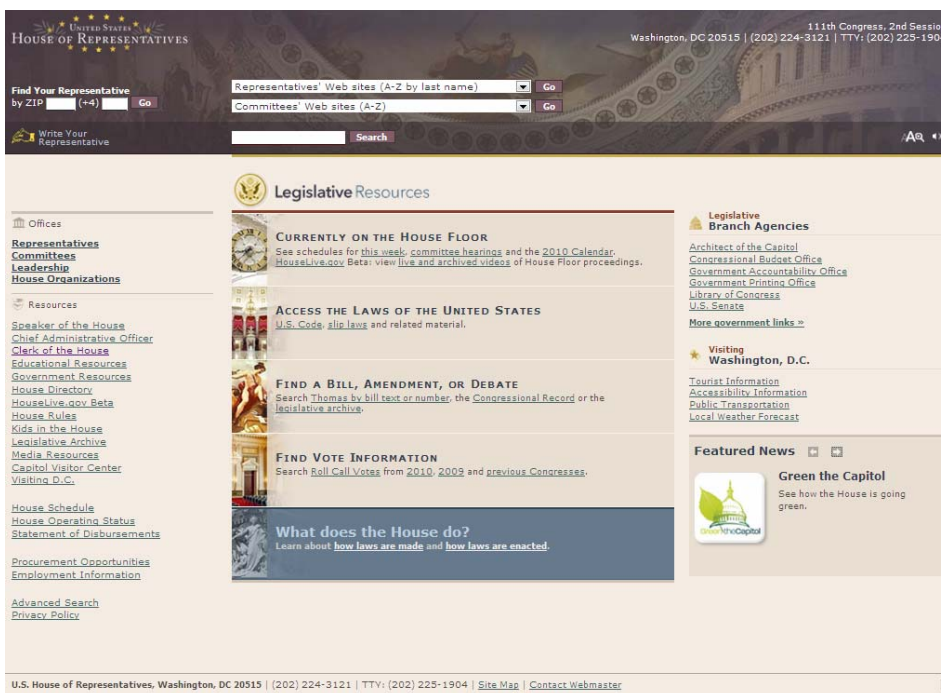 UNITED STATES
HOUSE OF REPRESENTATIVES
111th Congress, 2nd Sessio
Washington, DC 20515 | (202) 224-3121 | TTY: (202) 225-190
Find Your Representative
by ZIP (+4) Go
Representatives' Web sites (A-Z by last name) Go
Committees' Web sites (A-Z) Go
Write Your
Representative
Search
AA
Legislative Resources
Offices
Representatives
Committees
Leadership
House Organizations
Resources
Speaker of the House
Chief Administrative Officer
Clerk of the House
Educational Resources
Government Resources
House Directory
HouseLive.gov Beta
House Rules
Kids in the House
Legislative Archive
Media Resources
Capitol Visitor Center
Visiting D.C.
House Schedule
House Operating Status
Statement of Disbursements
Procurement Opportunities
Employment Information
Advanced Search
Privacy Policy
CURRENTLY ON THE HOUSE FLOOR
See schedules for this week, committee hearings and the 2010 Calendar.
HouseLive.gov Beta: view live and archived videos of House Floor proceedings.
ACCESS THE LAWS OF THE UNITED STATES
U.S. Code, slip laws and related material.
FIND A BILL, AMENDMENT, OR DEBATE
Search Thomas by bill text or number, the Congressional Record or the
legislative archive.
FIND VOTE INFORMATION
Search Roll Call Votes from 2010, 2009 and previous Congresses.
What does the House do?
Learn about how laws are made and how laws are enacted.
Legislative
Branch Agencies
Architect of the Capitol
Congressional Budget Office
Government Accountability Office
Government Printing Office
Library of Congress
U.S. Senate
More government links »
Visiting
Washington, D.C.
Tourist Information
Accessibility Information
Public Transportation
Local Weather Forecast
Featured News
Green the Capitol
See how the House is going
green.
GreentheCapitol
U.S. House of Representatives, Washington, DC 20515 | (202) 224-3121 | TTY: (202) 225-1904 | Site Map | Contact Webmaster